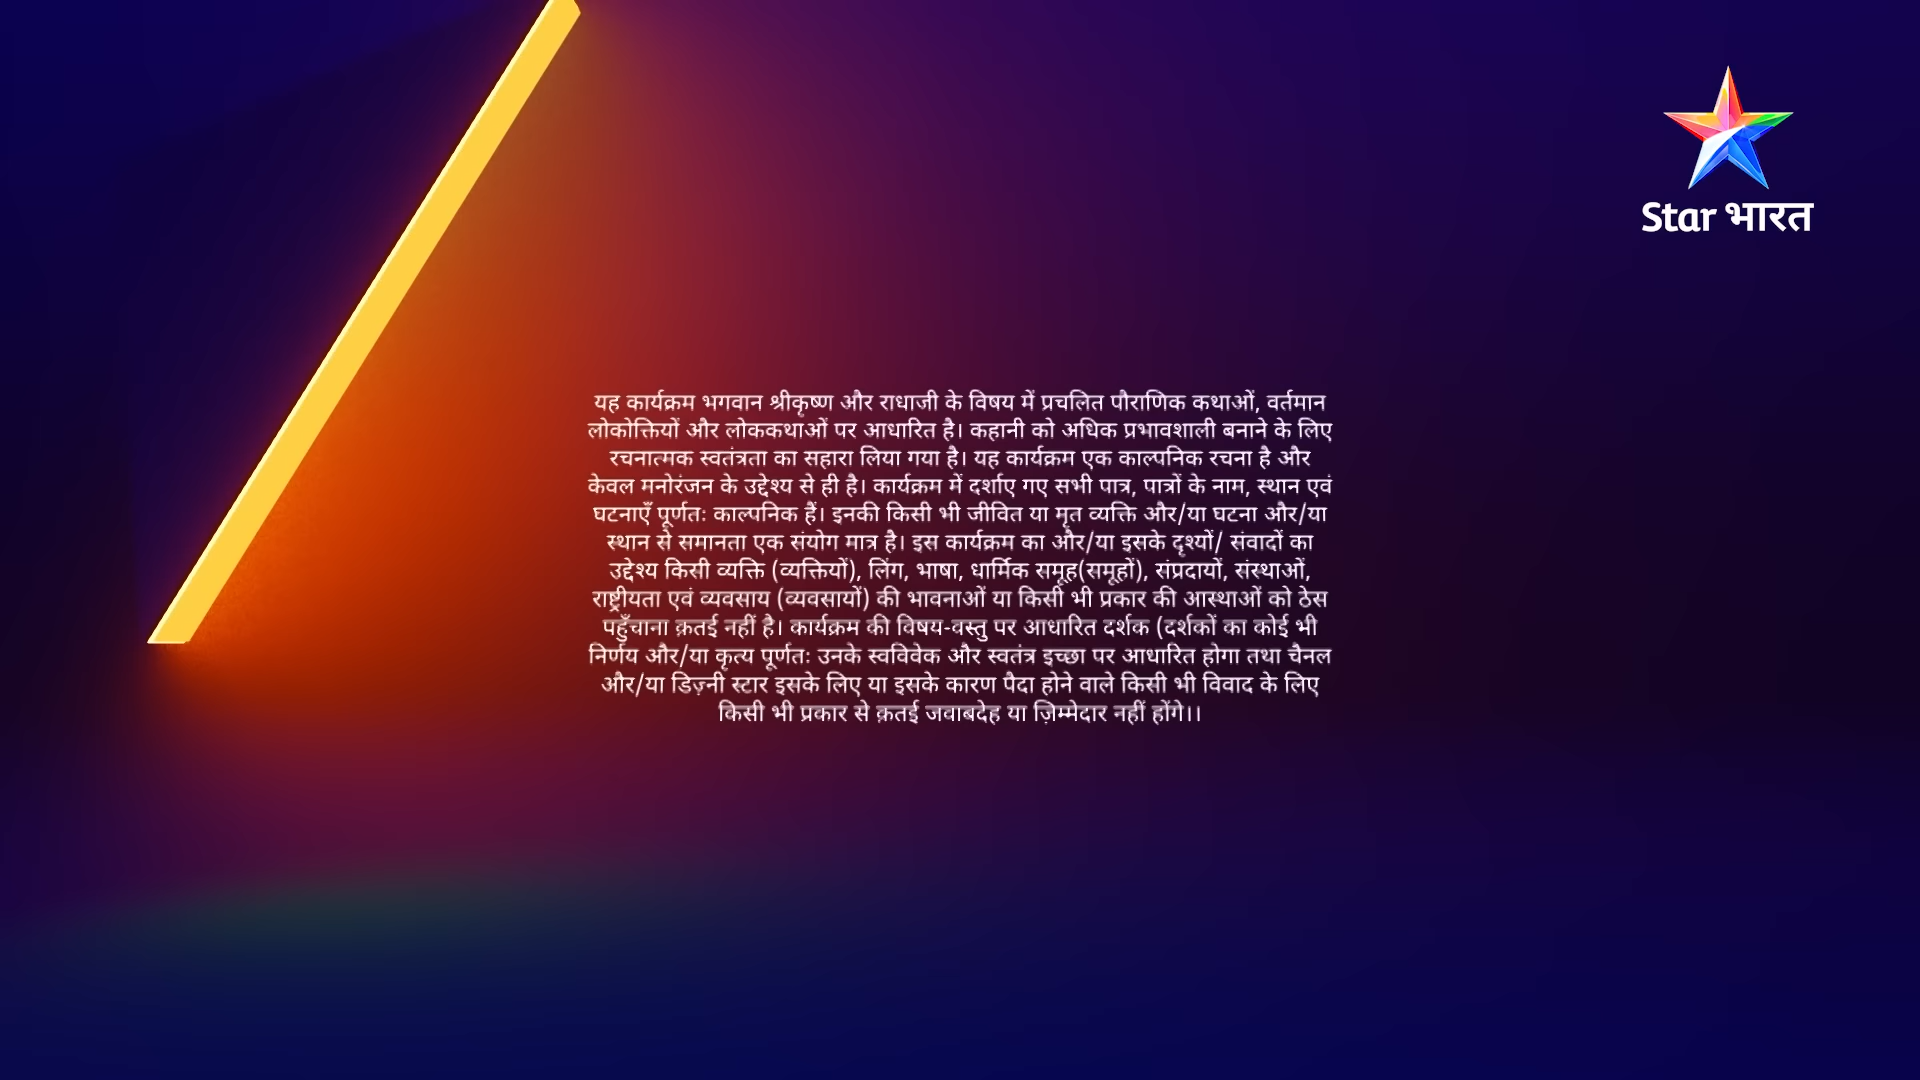 Star भारत
यह कार्यक्रम भगवान श्रीकृष्ण और राधाजी के विषय में प्रचलित पौराणिक कथाओं, वर्तमान
लोकोक्तियों और लोककथाओं पर आधारित है। कहानी को अधिक प्रभावशाली बनाने के लिए
रचनात्मक स्वतंत्रता का सहारा लिया गया है। यह कार्यक्रम एक काल्पनिक रचना है और
केवल मनोरंजन के उद्देश्य से ही है। कार्यक्रम में दर्शाए गए सभी पात्र, पात्रों के नाम, स्थान एवं
घटनाएँ पूर्णतः काल्पनिक हैं। इनकी किसी भी जीवित या मृत व्यक्ति और/या घटना और/या
स्थान से समानता एक संयोग मात्र है। इस कार्यक्रम का और/या इसके दृश्यों/ संवादों का
उद्देश्य किसी व्यक्ति (व्यक्तियों), लिंग, भाषा, धार्मिक समूह(समूहों), संप्रदायों, संस्थाओं,
राष्ट्रीयता एवं व्यवसाय (व्यवसायों) की भावनाओं या किसी भी प्रकार की आस्थाओं को ठेस
पहुँचाना क़तई नहीं है। कार्यक्रम की विषय-वस्तु पर आधारित दर्शक (दर्शकों का कोई भी
निर्णय और/या कृत्य पूर्णतः उनके स्वविवेक और स्वतंत्र इच्छा पर आधारित होगा तथा चैनल
और/या डिज़्नी स्टार इसके लिए या इसके कारण पैदा होने वाले किसी भी विवाद के लिए
किसी भी प्रकार से क़तई जवाबदेह या ज़िम्मेदार नहीं होंगे।।